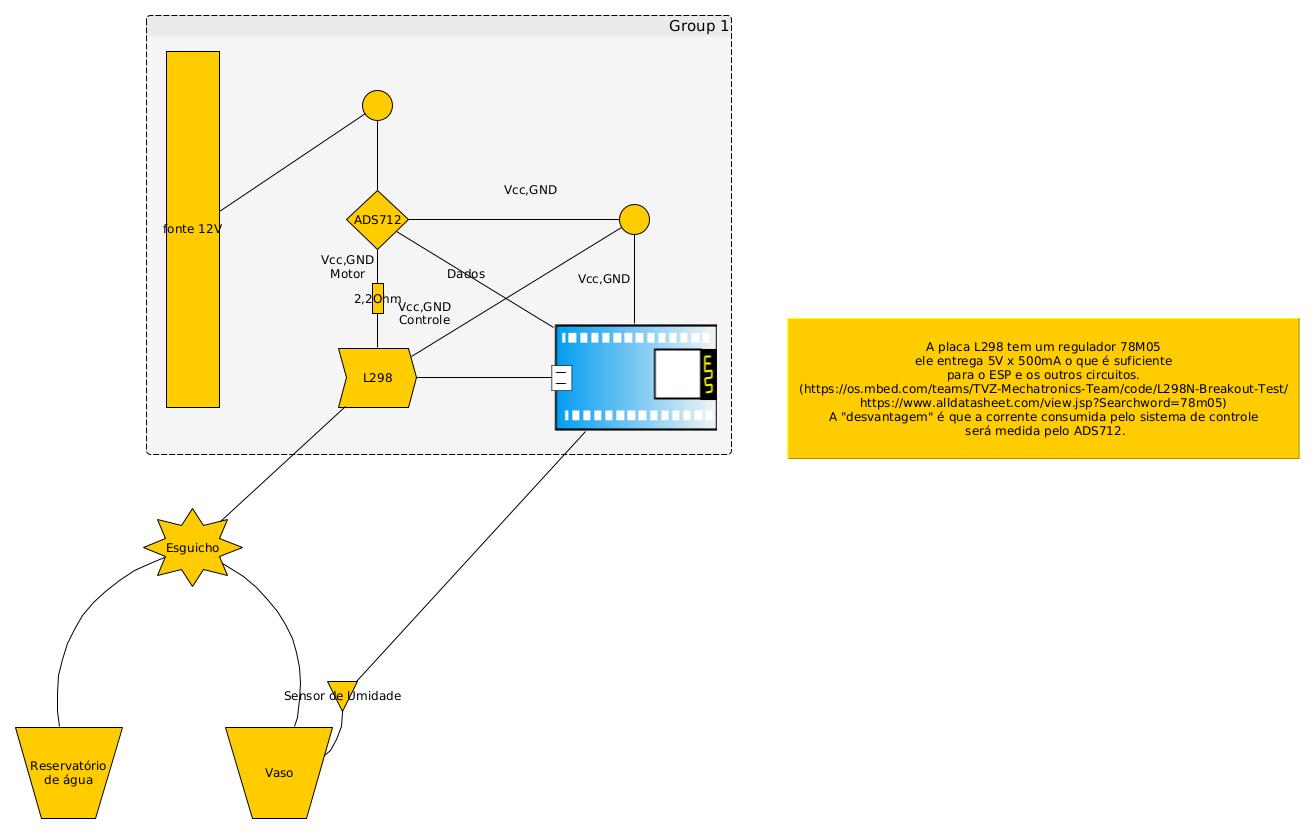 Group 1
fonte 12V
ADS712
Vcc,GND
Vcc,GND
Motor
Dados
Vcc,GND
2,2Ohm
Vcc,GND
Controle
L298
A placa L298 tem um regulador 78M05
ele entrega 5V x 500mA o que é suficiente
para o ESP e os outros circuitos.
(https://os.mbed.com/teams/TVZ-Mechatronics-Team/code/L298N-Breakout-Test/
https://www.alldatasheet.com/view.jsp?Searchword=78m05)
A "desvantagem" é que a corrente consumida pelo sistema de controle
será medida pelo ADS712.
Esguicho
Sensor de Umidade
Reservatório
de água
Vaso